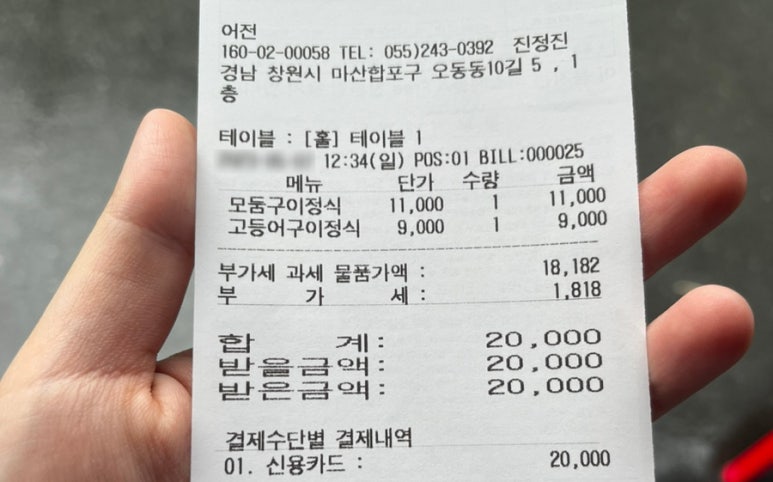 어전
160-02-00058 TEL: 055)243-0392 진정진
경남 창원시 마산합포구 오동동10길 5 , 1
층
테이블 : [홀] 테이블 1
12:34(일) POS:01 BILL:000025
메뉴 단가 수량 금액
모둠구이정식 11,000 1 11,000
고등어구이정식 9,000 1 9,000
부가세 과세 물품가액 : 18,182
부 가 세 : 1,818
합 계 : 20,000
받을금액 : 20,000
받은금액 : 20,000
결제수단별 결제내역
01. 신용카드 : 20,000